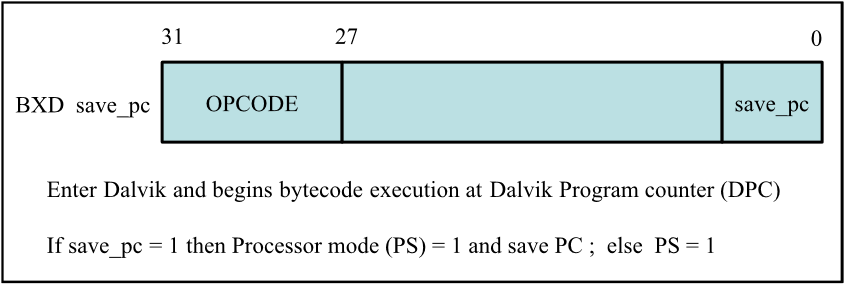 31 27 0
BXD save_pc OPCODE save_pc
Enter Dalvik and begins bytecode execution at Dalvik Program counter (DPC)
If save_pc = 1 then Processor mode (PS) = 1 and save PC ; else PS = 1